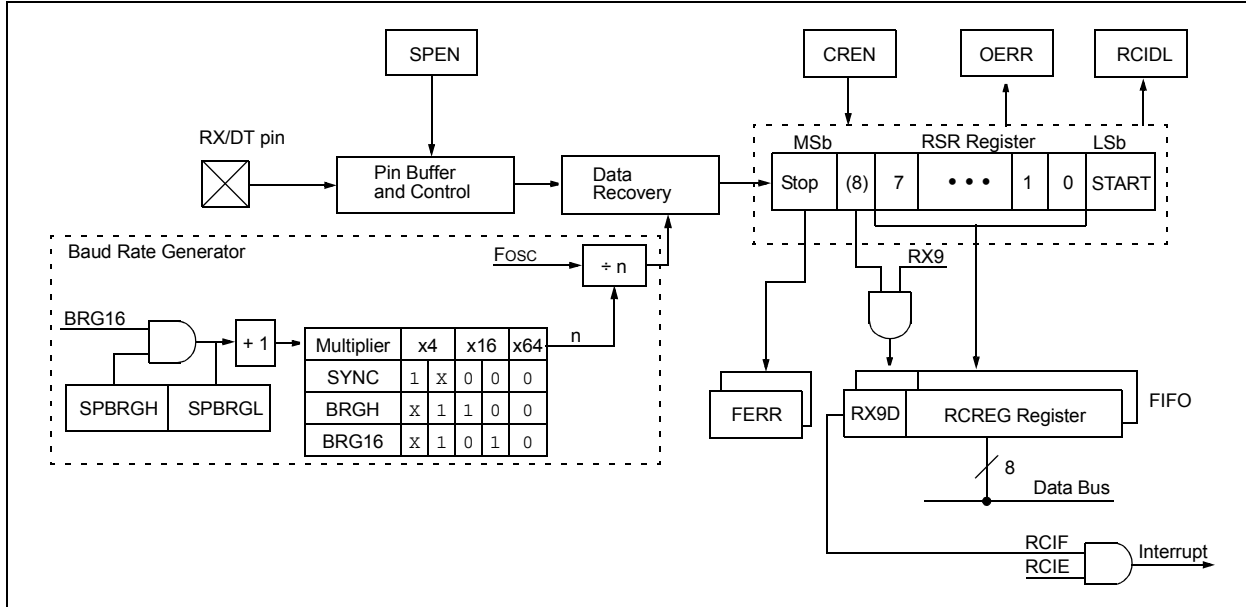 SPEN
CREN
OERR
RCIDL
RX/DT pin
MSb
RSR Register
LSb
Pin Buffer
and Control
Data
Recovery
Stop (8) 7 • • • 1 0 START
Baud Rate Generator
FOSC
÷ n
RX9
BRG16
+ 1
n
Multiplier x4 x16 x64
SYNC 1 X 0 0 0
BRGH X 1 1 0 0
BRG16 X 1 0 1 0
SPBRGH SPBRGL
FERR
RX9D
RCREG Register
FIFO
8
Data Bus
RCIF
RCIE
Interrupt